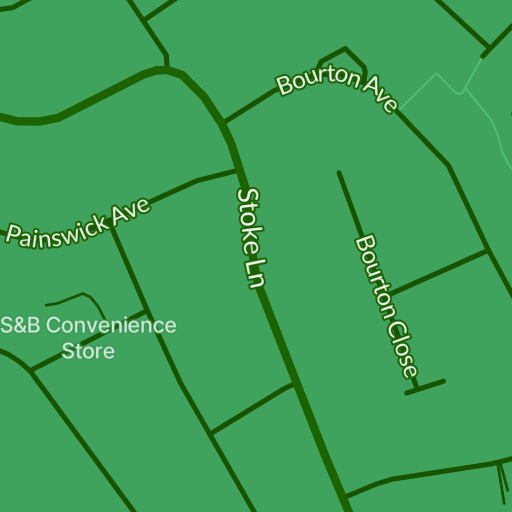 Bourton Ave
Painswick Ave
Stoke Ln
Bourton Close
S&B Convenience
Store